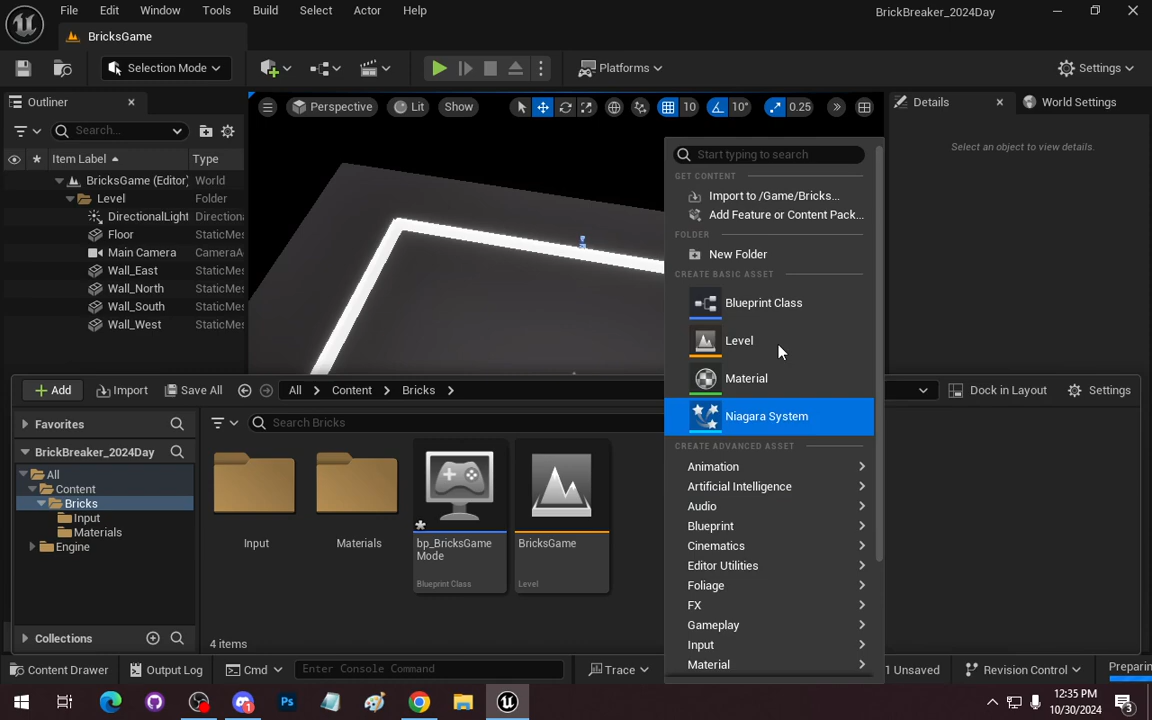 File Edit Window Tools Build Select Actor Help BrickBreaker_2024Day
BricksGame
Selection Mode Platforms Settings
Outliner Details World Settings
Search...
Perspective Lit Show 10 10° 0.25
Item Label Type
Select an object to view details.
BricksGame (Editor) World
Level Folder
DirectionalLight Directiona
Floor StaticMes
Main Camera CameraA
Wall_East StaticMes
Wall_North StaticMes
Wall_South StaticMes
Wall_West StaticMes
Start typing to search
GET CONTENT
Import to /Game/Bricks...
Add Feature or Content Pack...
FOLDER
New Folder
CREATE BASIC ASSET
Blueprint Class
Level
Material
Niagara System
CREATE ADVANCED ASSET
Animation
Artificial Intelligence
Audio
Blueprint
Cinematics
Editor Utilities
Foliage
FX
Gameplay
Input
Material
Add Import Save All All Content Bricks Dock in Layout Settings
Favorites
Search Bricks
BrickBreaker_2024Day
All
Content
Bricks
Input
Materials
Engine
Collections
Input
Materials
bp_BricksGame
Mode
Blueprint Class
BricksGame
Level
4 items
Content Drawer Output Log Cmd Enter Console Command Trace 1 Unsaved Revision Control Preparin
12:35 PM
10/30/2024
3